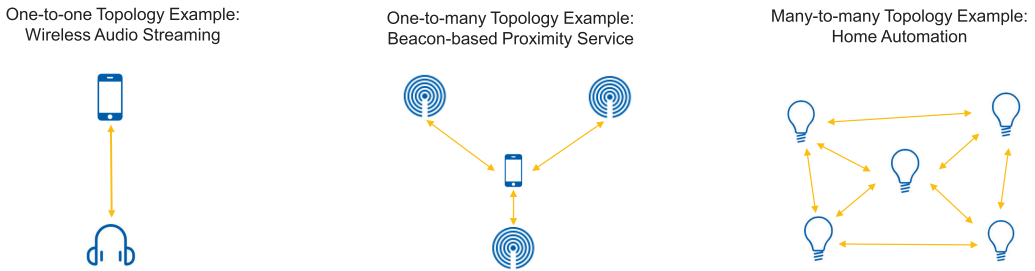 One-to-one Topology Example:
Wireless Audio Streaming
One-to-many Topology Example:
Beacon-based Proximity Service
Many-to-many Topology Example:
Home Automation